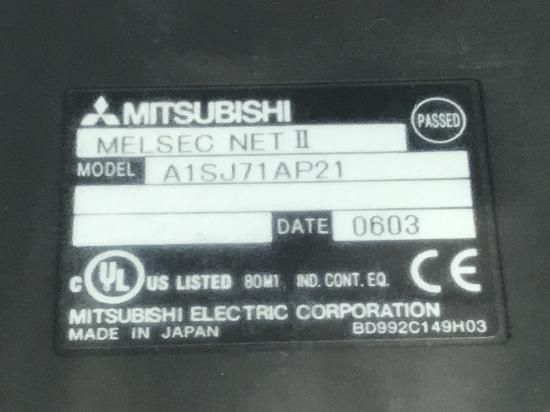 MITSUBISHI
PASSED
MELSEC NET II
MODEL A1SJ71AP21
DATE 0603
C UL US LISTED 80M1 IND. CONT. EQ. CE
MITSUBISHI ELECTRIC CORPORATION
MADE IN JAPAN BD992C149H03